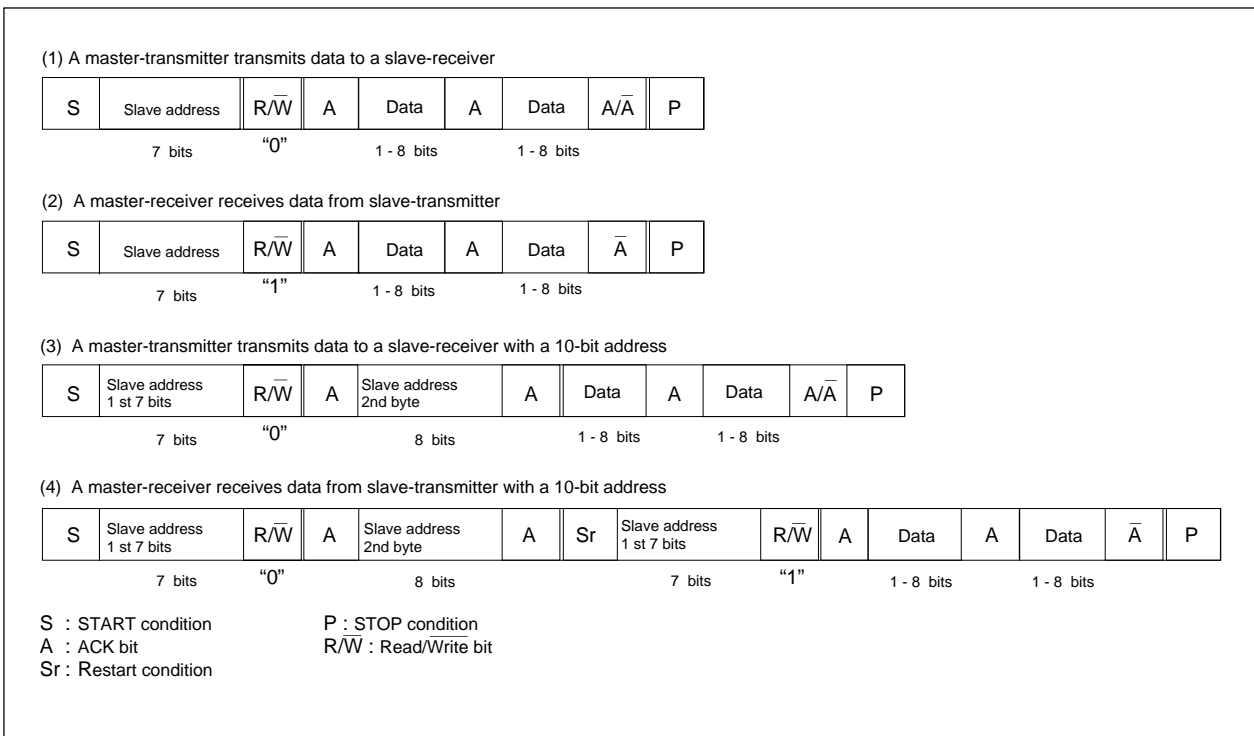 (1) A master-transmitter transmits data to a slave-receiver
S Slave address R/W̅ A Data A Data A/A̅ P
7 bits “0” 1 - 8 bits 1 - 8 bits
(2) A master-receiver receives data from slave-transmitter
S Slave address R/W̅ A Data A Data A̅ P
7 bits “1” 1 - 8 bits 1 - 8 bits
(3) A master-transmitter transmits data to a slave-receiver with a 10-bit address
S Slave address 1 st 7 bits R/W̅ A Slave address 2nd byte A Data A Data A/A̅ P
7 bits “0” 8 bits 1 - 8 bits 1 - 8 bits
(4) A master-receiver receives data from slave-transmitter with a 10-bit address
S Slave address 1 st 7 bits R/W̅ A Slave address 2nd byte A Sr Slave address 1 st 7 bits R/W̅ A Data A Data A̅ P
7 bits “0” 8 bits 7 bits “1” 1 - 8 bits 1 - 8 bits
S : START condition P : STOP condition
A : ACK bit R/W̅ : Read/W̅r̅i̅t̅e̅ bit
Sr : Restart condition